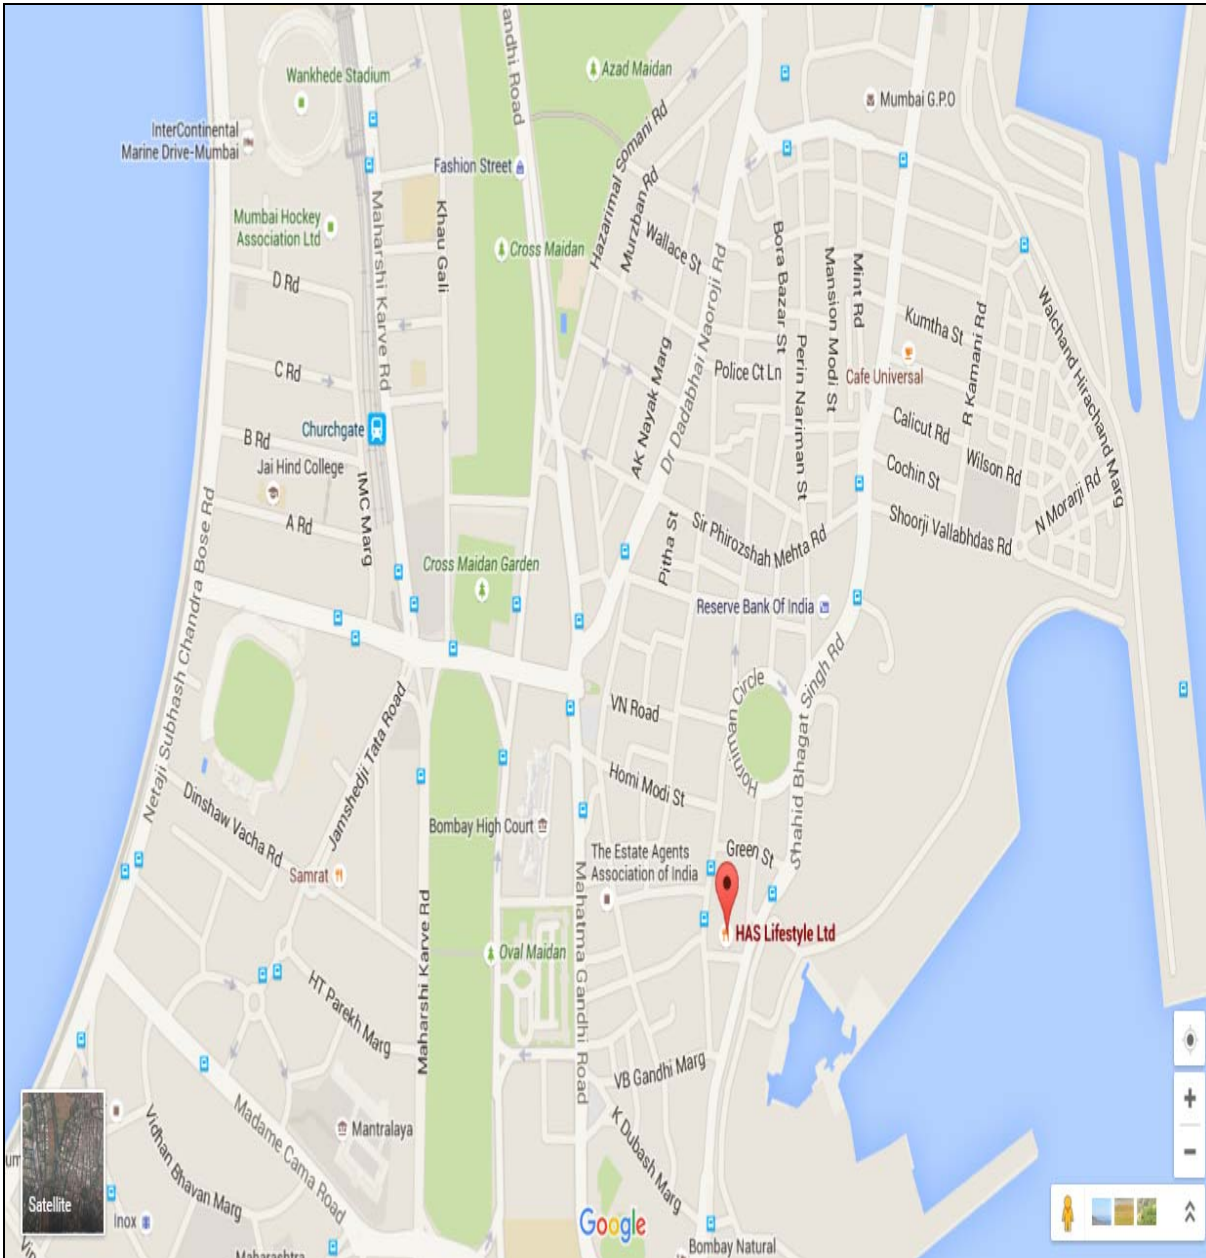 andhi Road
Azad Maidan
Wankhede Stadium
Mumbai G.P.O
InterContinental
Marine Drive-Mumbai
Fashion Street
Hazarimal Somani Rd
Murzban Rd
Maharshi Karve Rd
Khau Gali
Mumbai Hockey
Association Ltd
Cross Maidan
Wallace St
Bora Bazar St
Mansion Modi St
Mint Rd
D Rd
Dr Dadabhai Naoroji Rd
Walchand Hirachand Marg
Kumtha St
R Kamani Rd
C Rd
AK Nayak Marg
Police Ct Ln
Perin Nariman St
Cafe Universal
Churchgate
B Rd
Calicut Rd
Jai Hind College
IMC Marg
Cochin St
Wilson Rd
N Morarji Rd
A Rd
Pitha St
Sir Phirozshah Mehta Rd
Shoorji Vallabhdas Rd
Netaji Subhash Chandra Bose Rd
Cross Maidan Garden
Reserve Bank Of India
Jamshedji Tata Road
VN Road
Horniman Circle
Shahid Bhagat Singh Rd
Homi Modi St
Dinshaw Vacha Rd
Bombay High Court
The Estate Agents
Association of India
Green St
Samrat
Maharshi Karve Rd
Mahatma Gandhi Road
HAS Lifestyle Ltd
Oval Maidan
HT Parekh Marg
VB Gandhi Marg
Madame Cama Road
Mantralaya
K Dubash Marg
Vidhan Bhavan Marg
um
Satellite
Inox
Google
Bombay Natural
Maharashtra
Vin